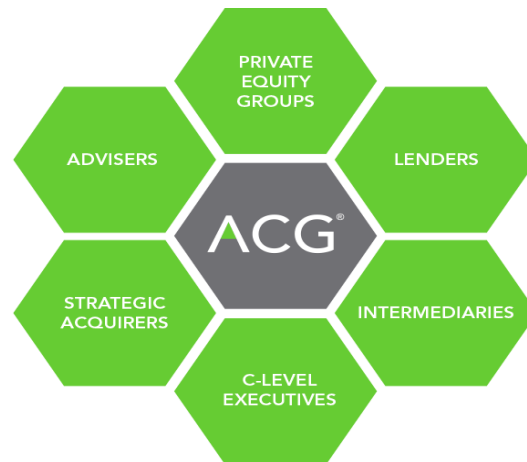 PRIVATE
EQUITY
GROUPS
ADVISERS
LENDERS
ACG®
STRATEGIC
ACQUIRERS
INTERMEDIARIES
C-LEVEL
EXECUTIVES